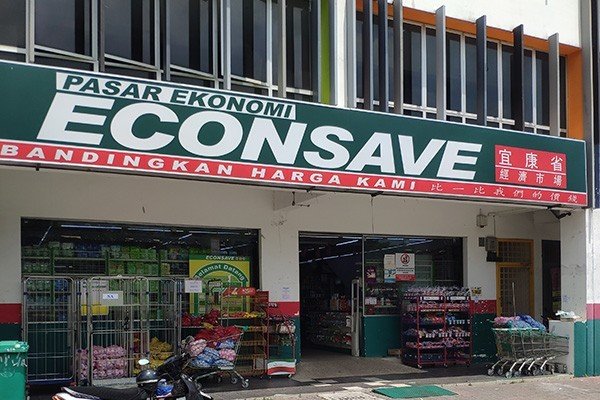 PASAR EKONOMI
ECONSAVE
宜康省
經濟市場
BANDINGKAN HARGA KAMI 比一比我們的價錢
ECONSAVE
Selamat Datang